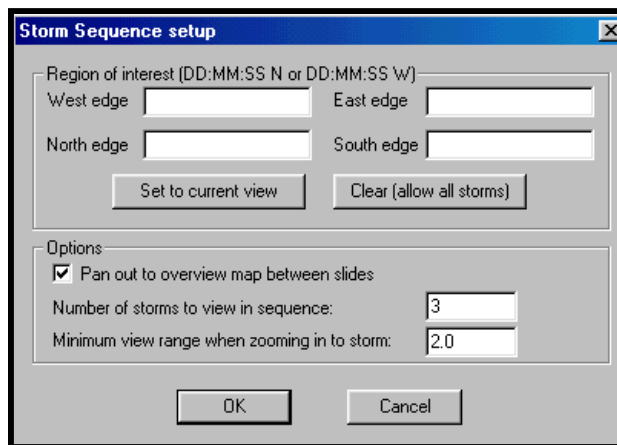 Storm Sequence setup
Region of interest (DD:MM:SS N or DD:MM:SS W)
West edge East edge
North edge South edge
Set to current view Clear (allow all storms)
Options
Pan out to overview map between slides
Number of storms to view in sequence: 3
Minimum view range when zooming in to storm: 2.0
OK Cancel